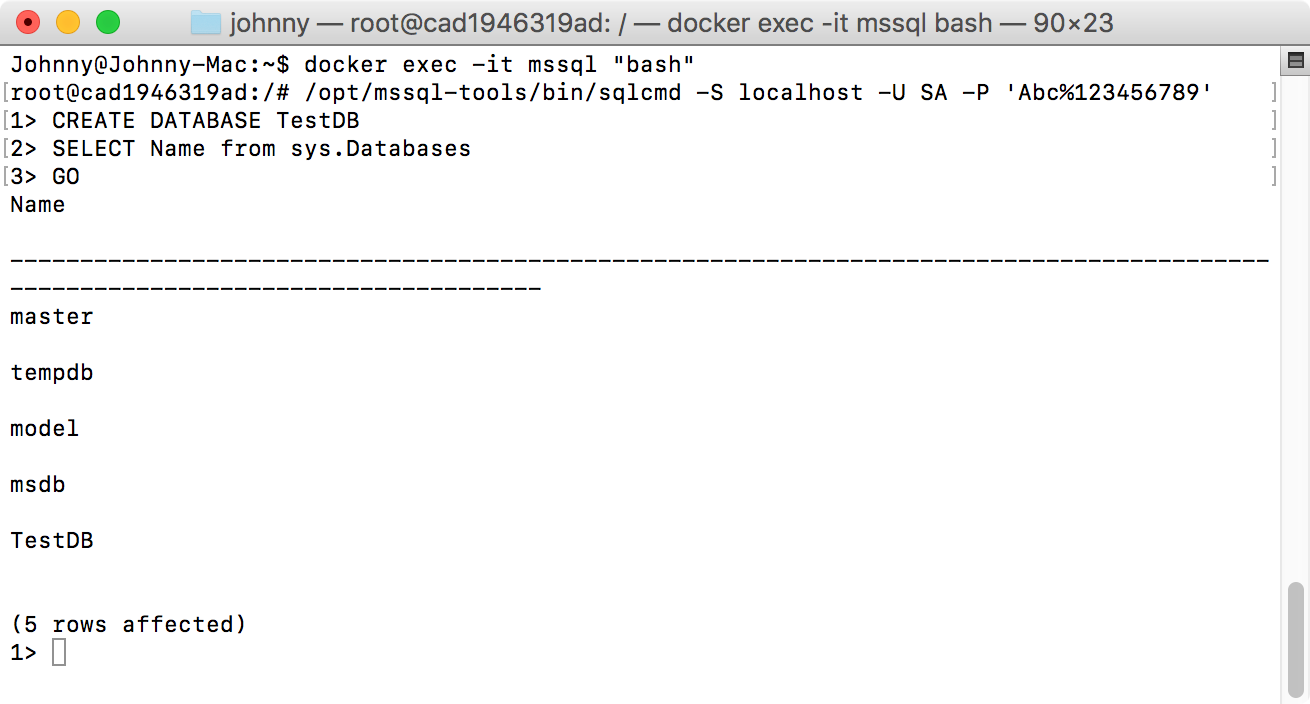 johnny — root@cad1946319ad: / — docker exec -it mssql bash — 90×23
Johnny@Johnny-Mac:~$ docker exec -it mssql "bash"
[root@cad1946319ad:/# /opt/mssql-tools/bin/sqlcmd -S localhost -U SA -P 'Abc%123456789' ]
[1> CREATE DATABASE TestDB ]
[2> SELECT Name from sys.Databases ]
[3> GO ]
Name
------------------------------------------------------------------------------------------
--------------------------------------
master
tempdb
model
msdb
TestDB
(5 rows affected)
1>